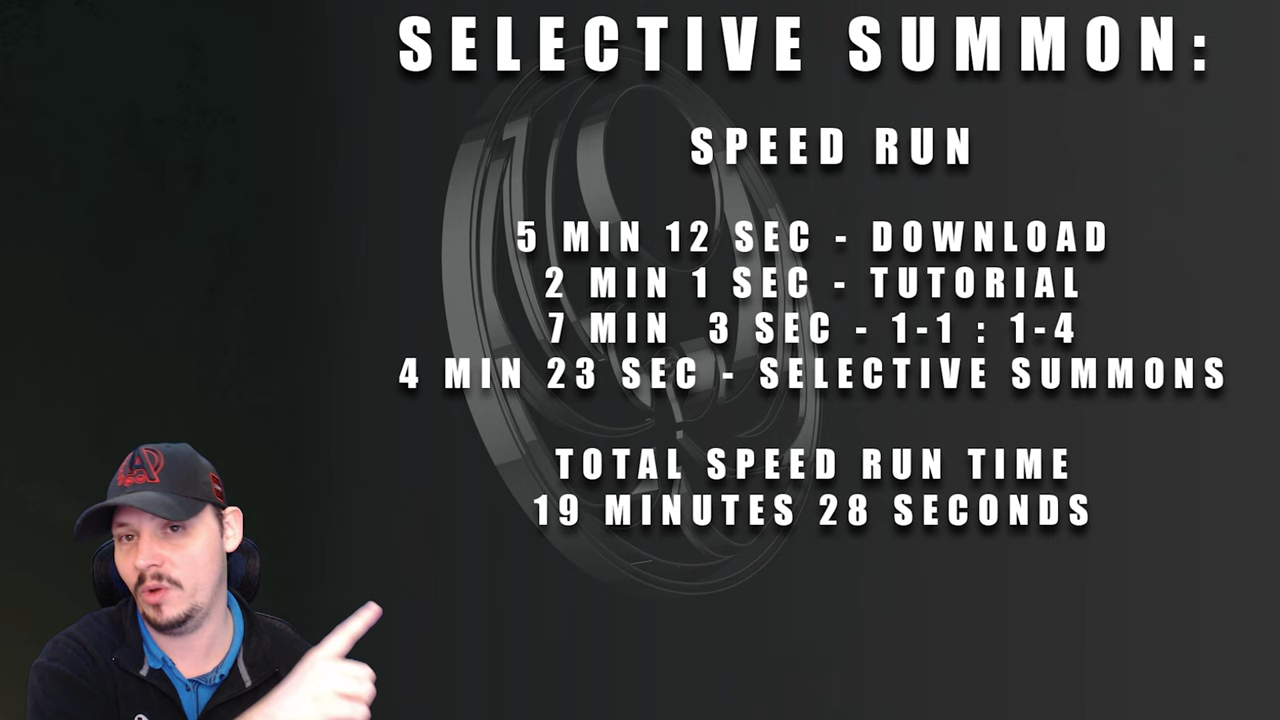 SELECTIVE SUMMON:
SPEED RUN
5 MIN 12 SEC - DOWNLOAD
2 MIN 1 SEC - TUTORIAL
7 MIN 3 SEC - 1-1 : 1-4
4 MIN 23 SEC - SELECTIVE SUMMONS
TOTAL SPEED RUN TIME
19 MINUTES 28 SECONDS